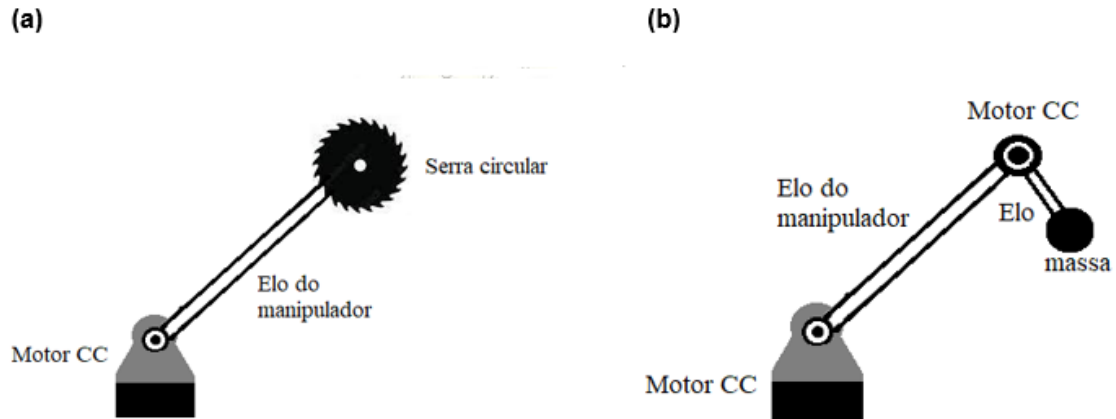 (a)
Serra circular
Elo do
manipulador
Motor CC
(b)
Motor CC
Elo do
manipulador
Elo
massa
Motor CC